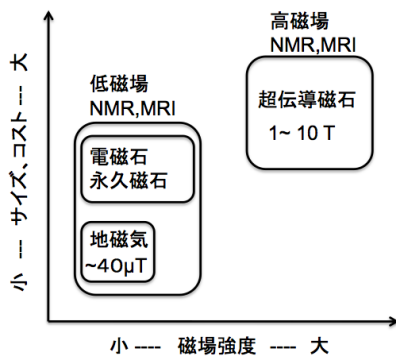 高磁場
NMR,MRI
超伝導磁石
1~ 10 T
低磁場
NMR,MRI
電磁石
永久磁石
地磁気
~40μT
小 --- サイズ、コスト --- 大
小 ---- 磁場強度 ---- 大